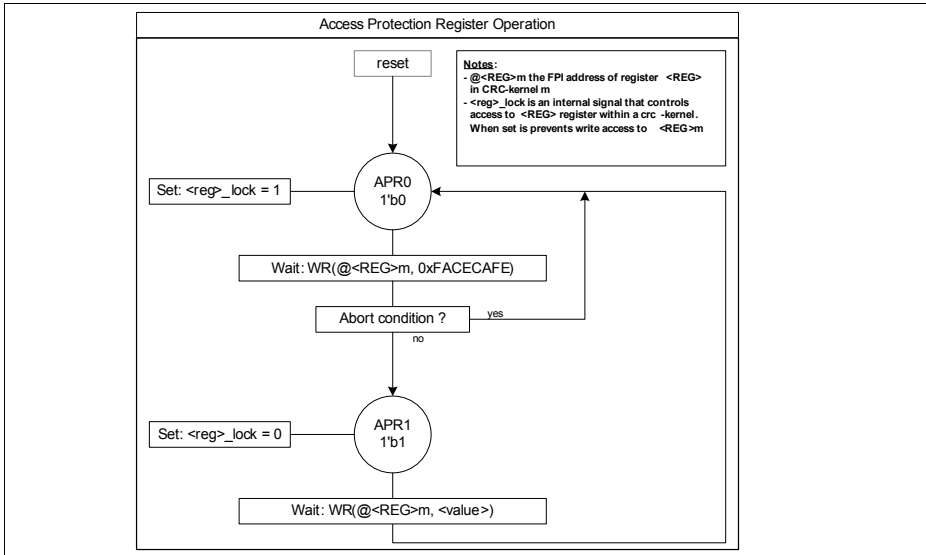 Access Protection Register Operation
reset
Notes:
- @<REG>m the FPI address of register <REG>
in CRC-kernel m
- <reg>_lock is an internal signal that controls
access to <REG> register within a crc -kernel.
When set is prevents write access to <REG>m
APR0
1'b0
Set: <reg>_lock = 1
Wait: WR(@<REG>m, 0xFACECAFE)
Abort condition ?
yes
no
APR1
1'b1
Set: <reg>_lock = 0
Wait: WR(@<REG>m, <value>)